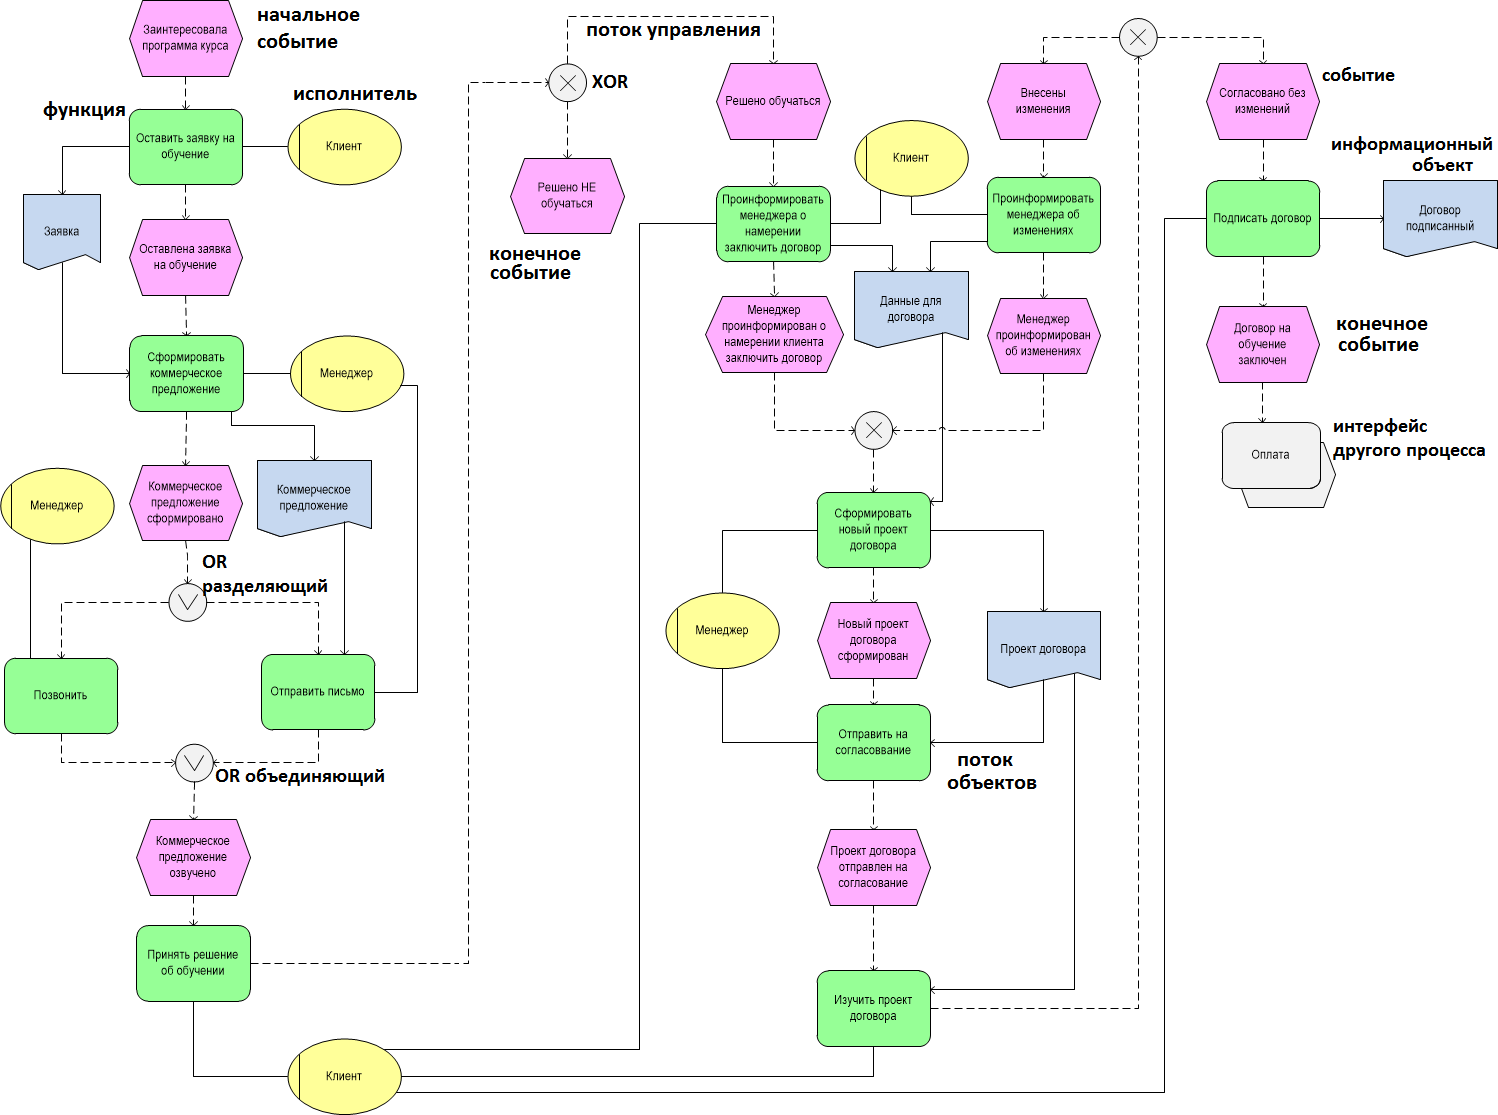 Заинтересовала
программа курса
начальное
событие
функция
исполнитель
Оставить заявку на
обучение
Клиент
Заявка
Оставлена заявка
на обучение
Сформировать
коммерческое
предложение
Менеджер
Менеджер
Коммерческое
предложение
сформировано
Коммерческое
предложение
OR
разделяющий
Позвонить
Отправить письмо
OR объединяющий
Коммерческое
предложение
озвучено
Принять решение
об обучении
Клиент
поток управления
XOR
Решено НЕ
обучаться
конечное
событие
Решено обучаться
Внесены
изменения
Клиент
Проинформировать
менеджера о
намерении
заключить договор
Проинформировать
менеджера об
изменениях
Данные для
договора
Менеджер
проинформирован о
намерении клиента
заключить договор
Менеджер
проинформирован
об изменениях
Сформировать
новый проект
договора
Менеджер
Новый проект
договора
сформирован
Проект договора
Отправить на
согласоввание
поток
объектов
Проект договора
отправлен на
согласование
Изучить проект
договора
Согласовано без
изменений
событие
информационный
объект
Подписать договор
Договор
подписанный
Договор на
обучение
заключен
конечное
событие
Оплата
интерфейс
другого процесса